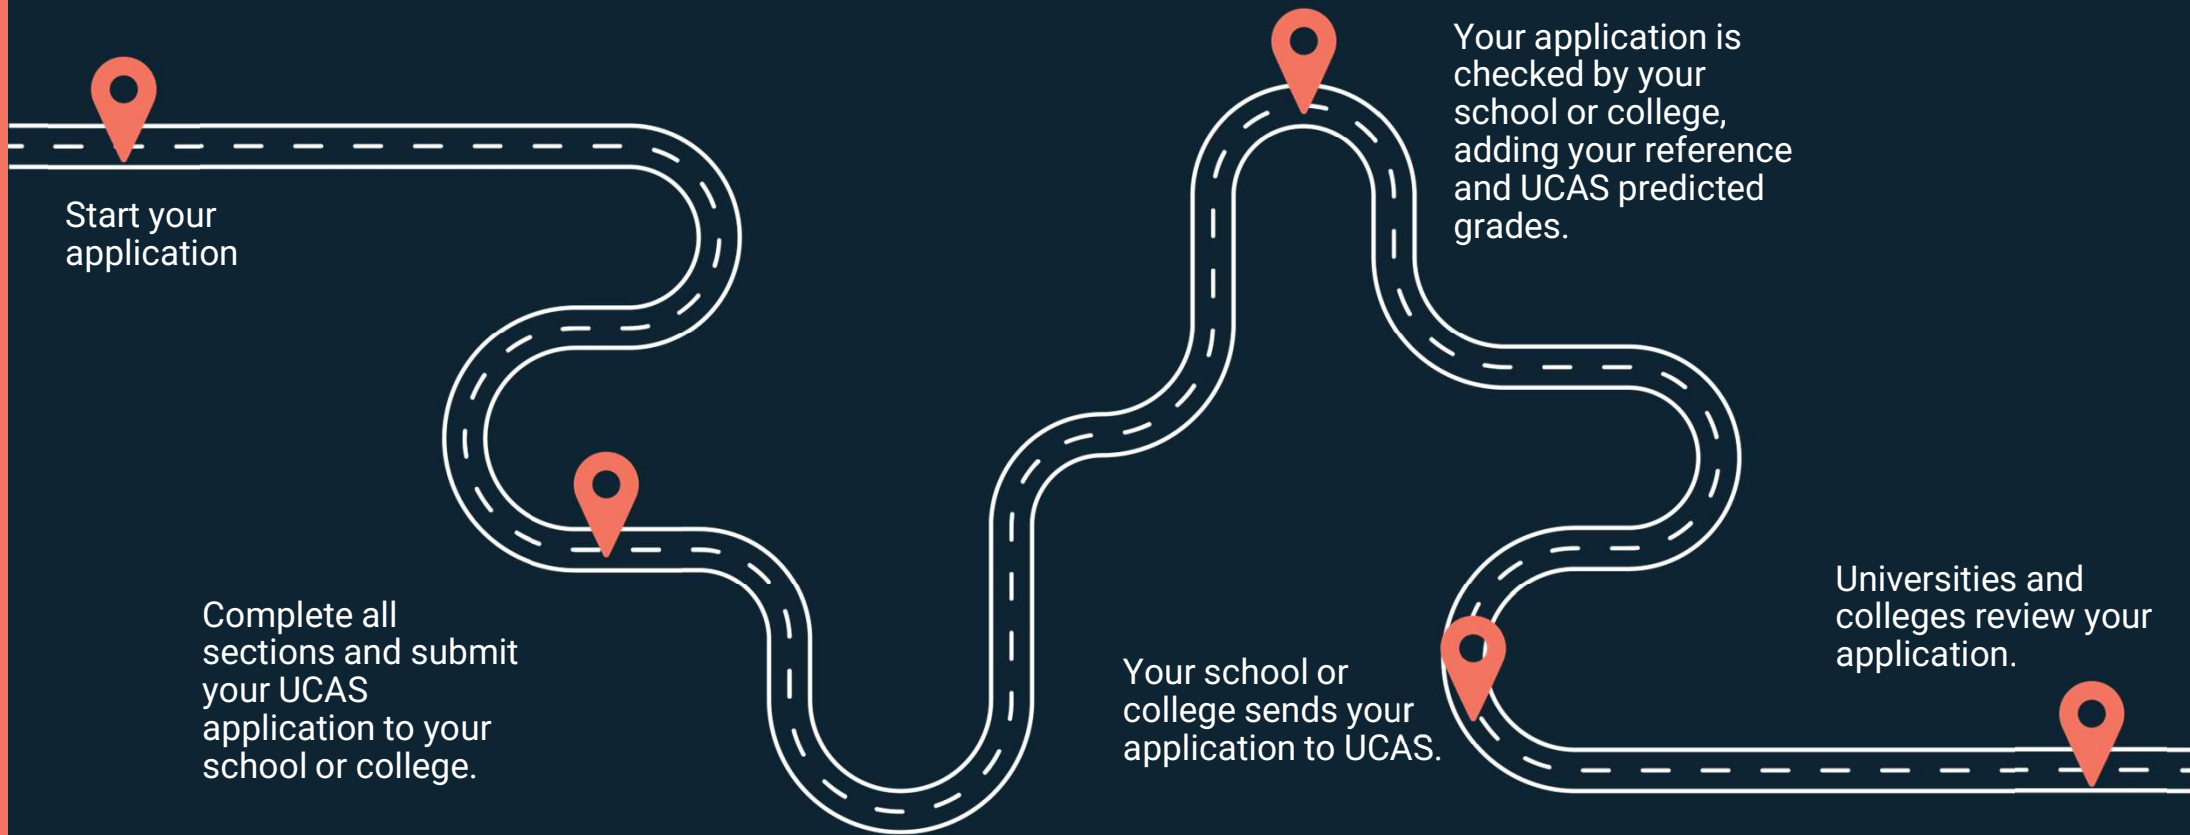 Start your
application
Complete all
sections and submit
your UCAS
application to your
school or college.
Your application is
checked by your
school or college,
adding your reference
and UCAS predicted
grades.
Your school or
college sends your
application to UCAS.
Universities and
colleges review your
application.